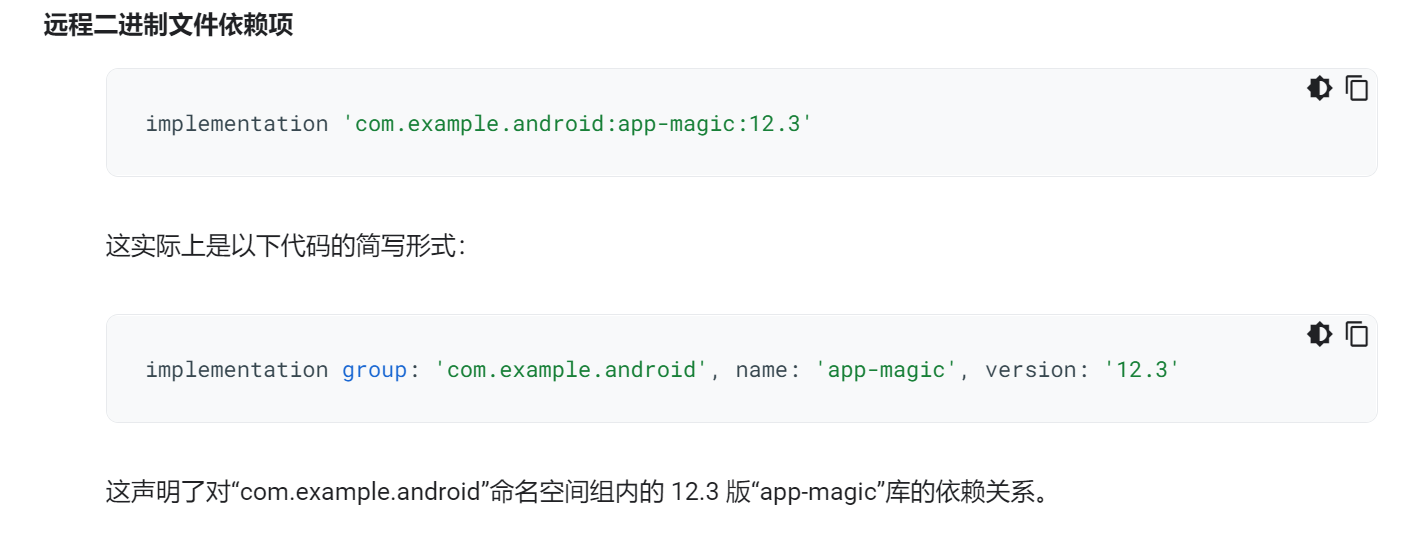 远程二进制文件依赖项
implementation 'com.example.android:app-magic:12.3'
这实际上是以下代码的简写形式：
implementation group: 'com.example.android', name: 'app-magic', version: '12.3'
这声明了对“com.example.android”命名空间组内的 12.3 版“app-magic”库的依赖关系。